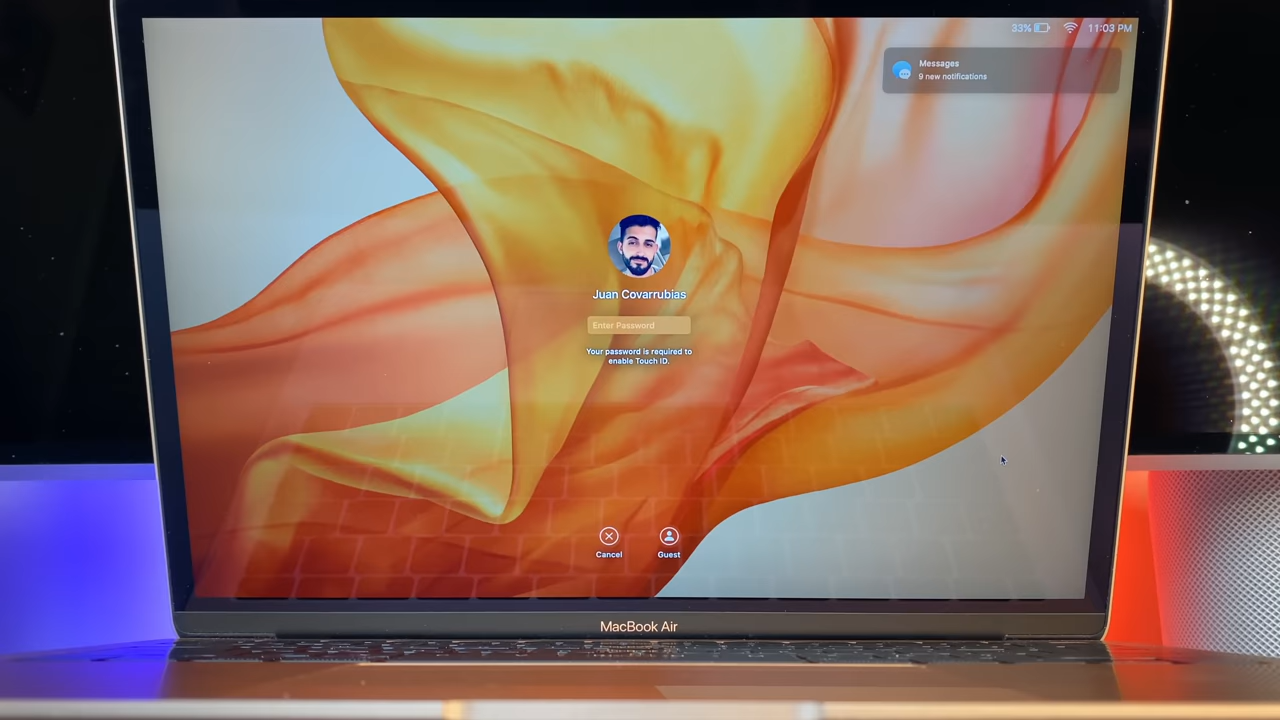 33% 11:03 PM
Messages
9 new notifications
Juan Covarrubias
Enter Password
Your password is required to
enable Touch ID.
Cancel Guest
MacBook Air